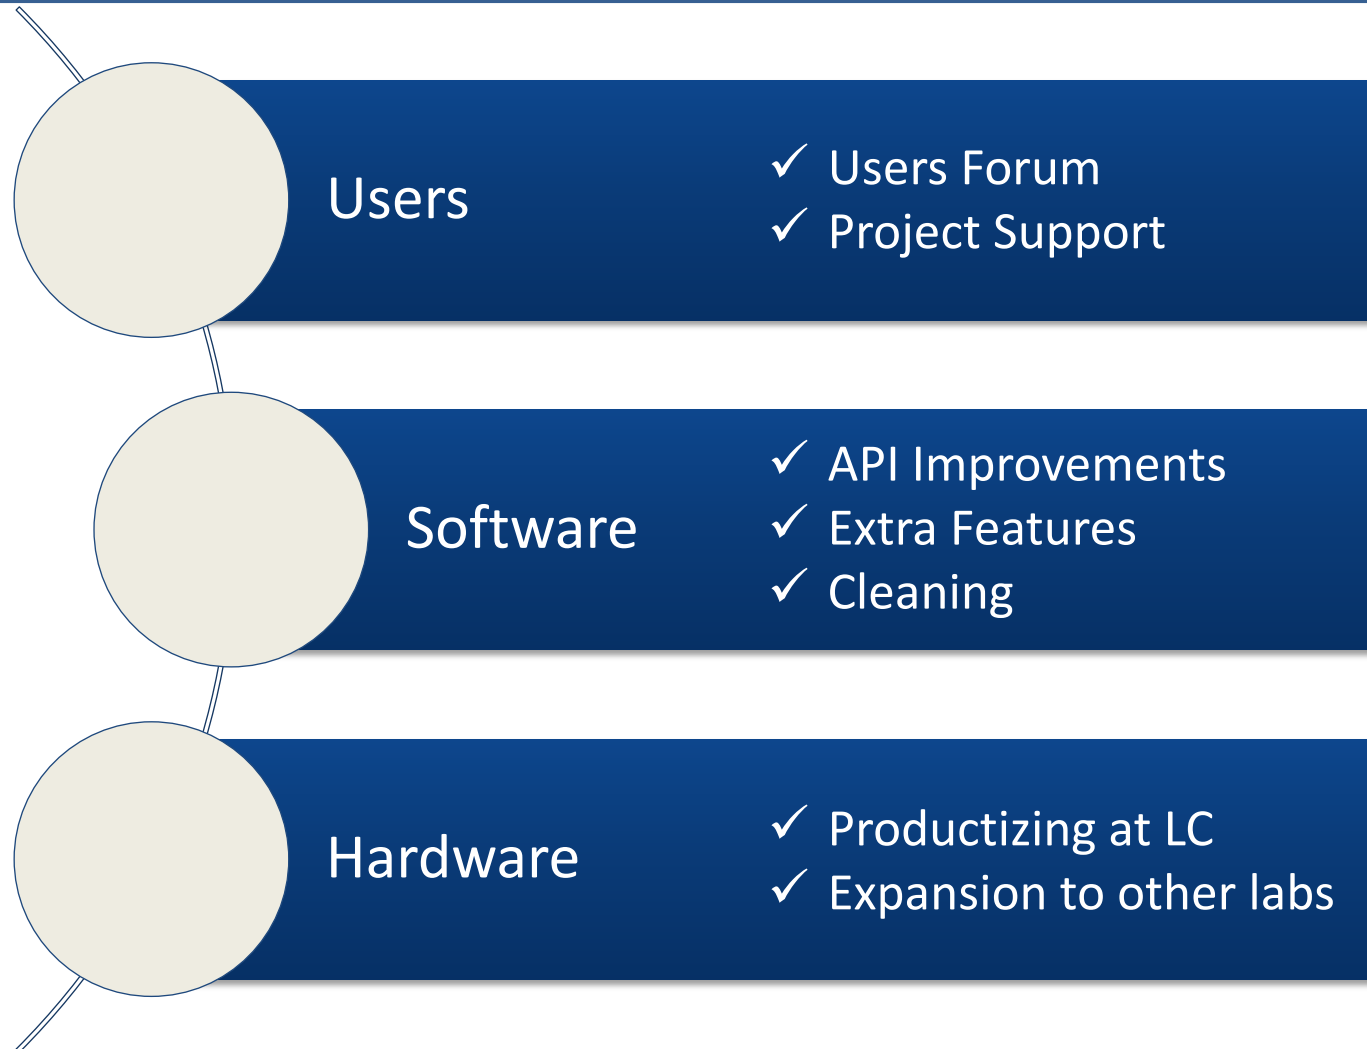 Users
✓ Users Forum
✓ Project Support
Software
✓ API Improvements
✓ Extra Features
✓ Cleaning
Hardware
✓ Productizing at LC
✓ Expansion to other labs